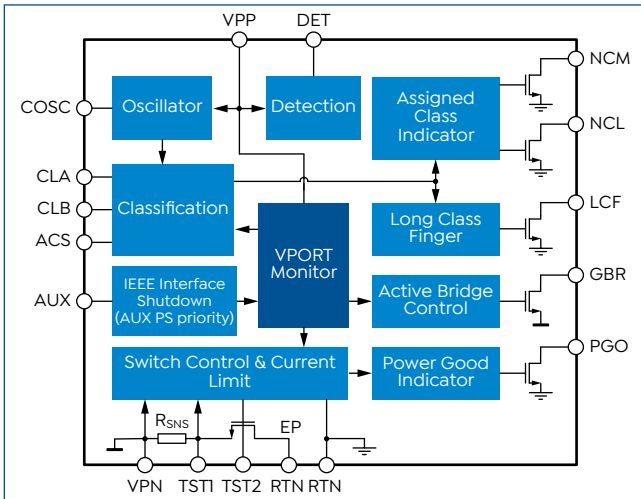 VPP
DET
NCM
COSC
Oscillator
Detection
Assigned
Class
Indicator
NCL
CLA
CLB
ACS
Classification
Long Class
Finger
LCF
VPORT
Monitor
AUX
IEEE Interface
Shutdown
(AUX PS priority)
Active Bridge
Control
GBR
Switch Control & Current
Limit
Power Good
Indicator
PGO
RSNS
EP
VPN
TST1
TST2
RTN
RTN